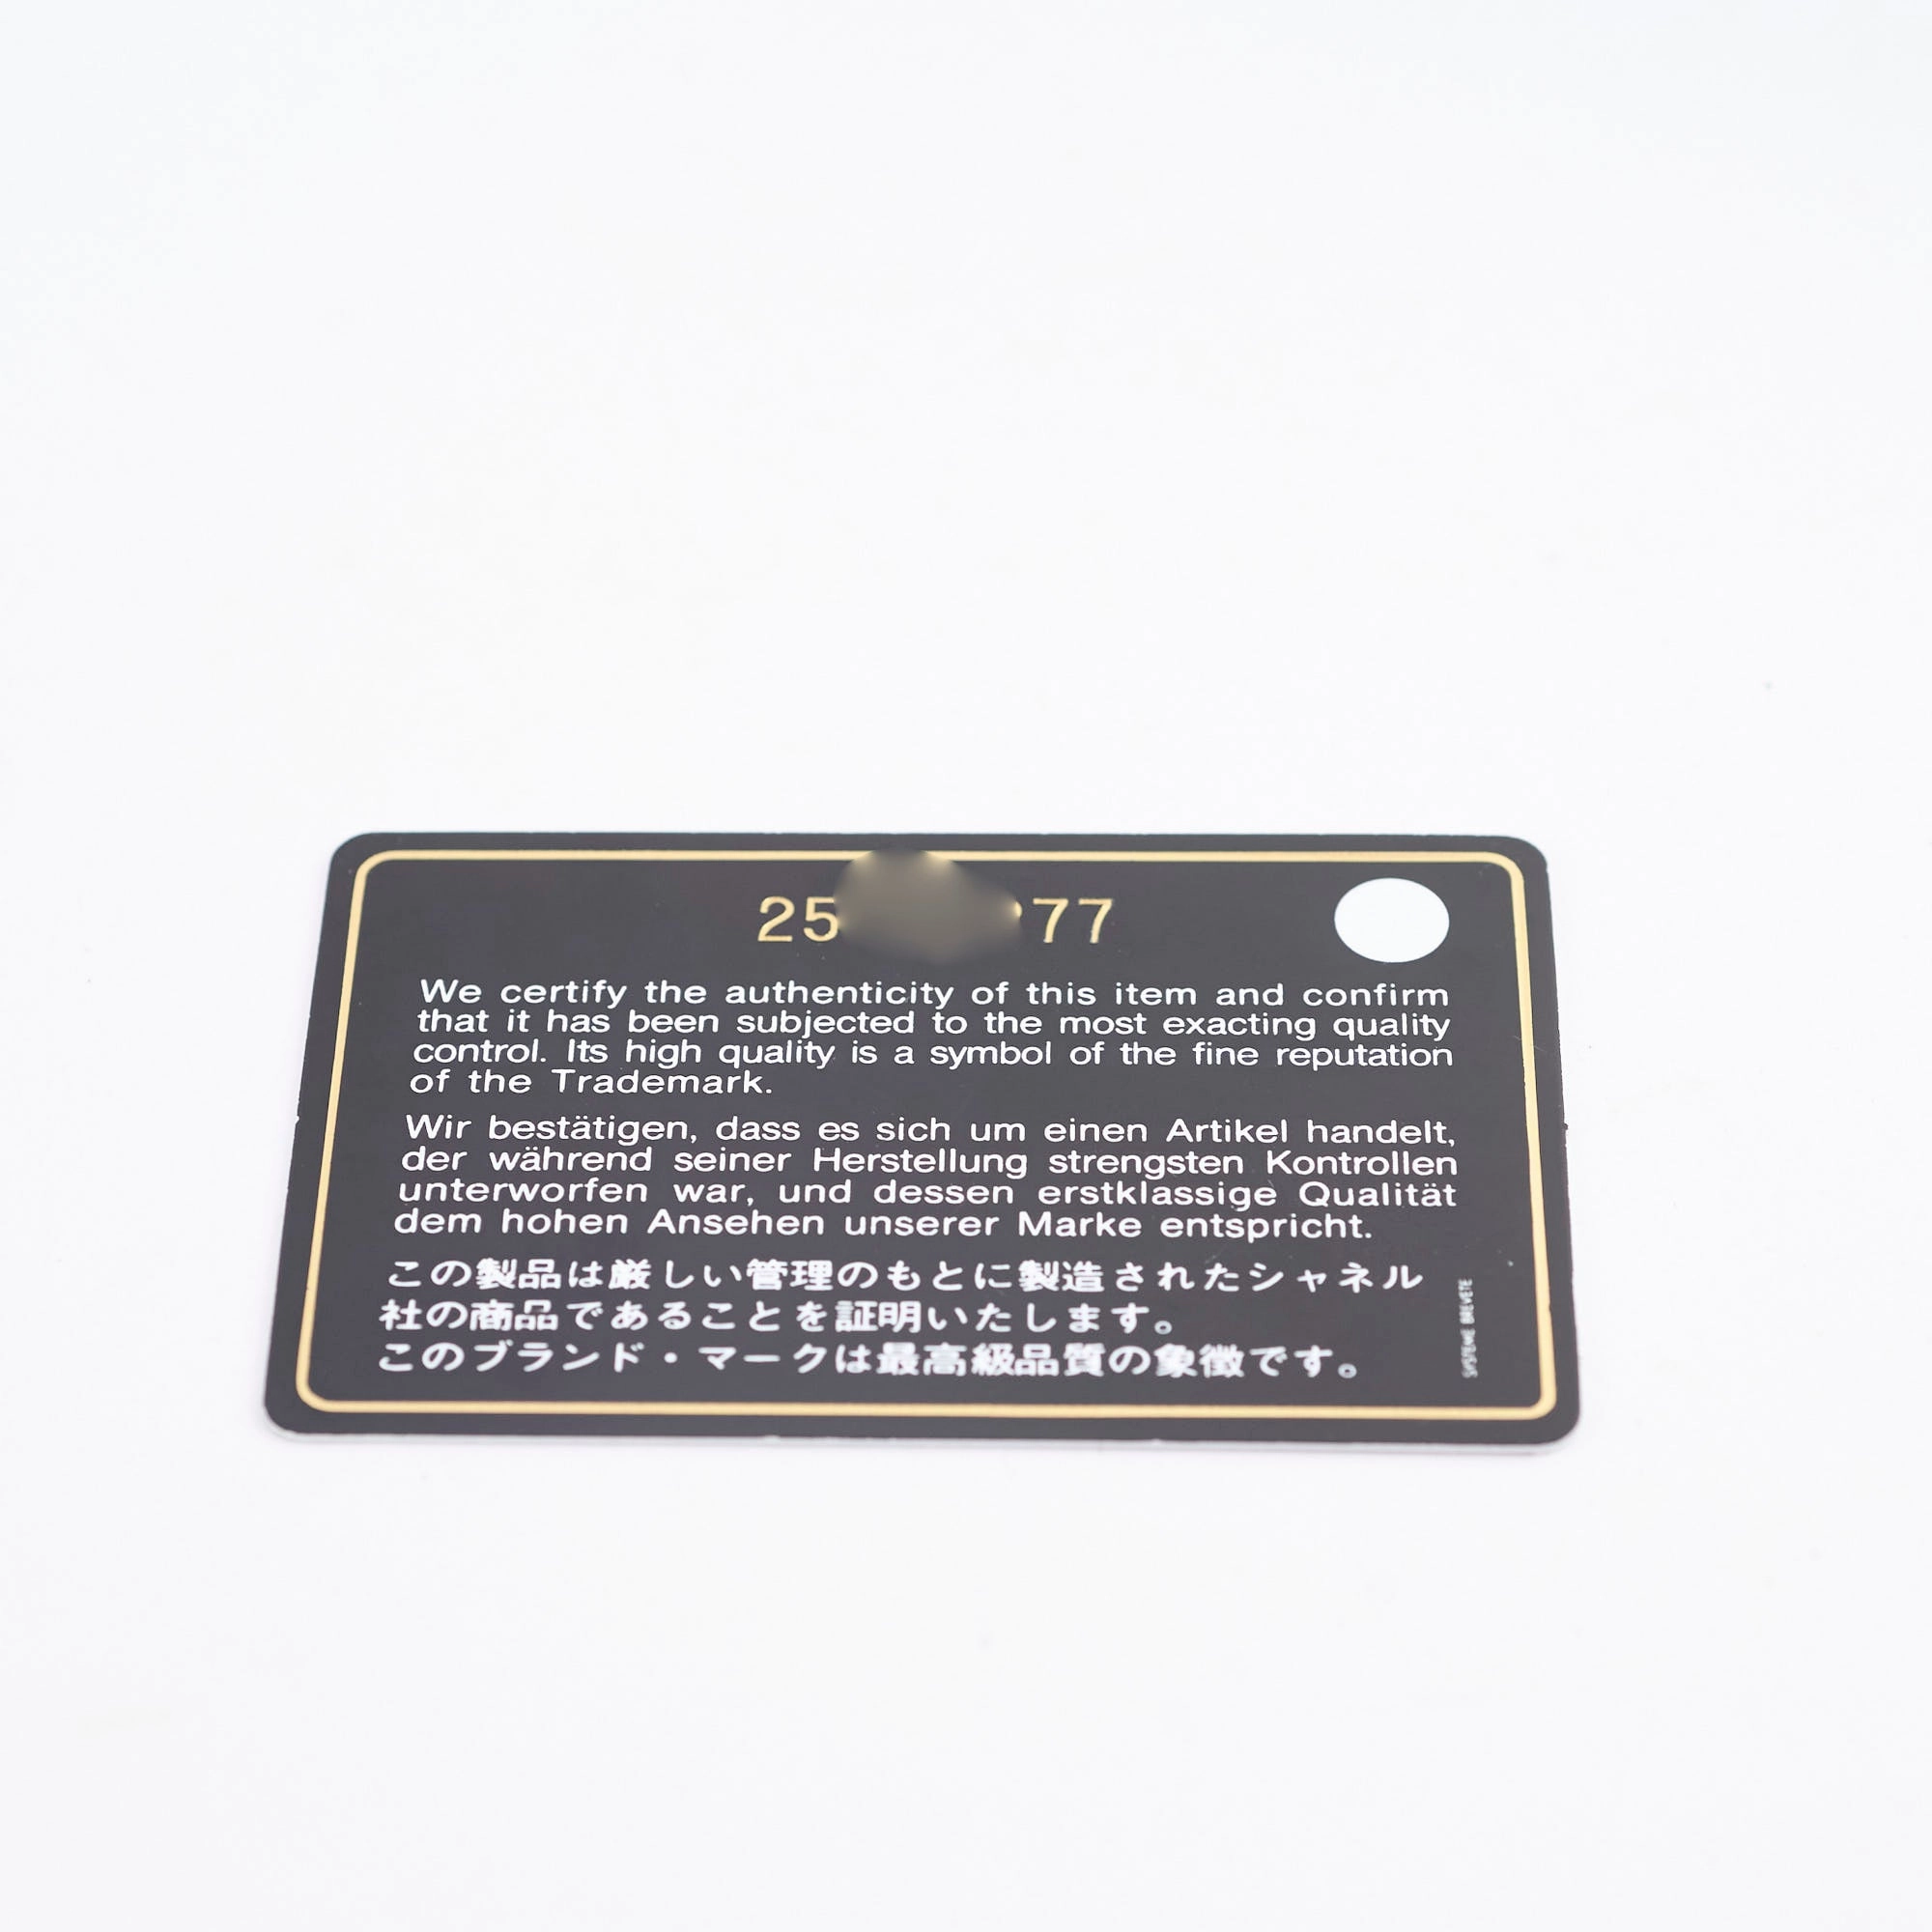 25 77
We certify the authenticity of this item and confirm
that it has been subjected to the most exacting quality
control. Its high quality is a symbol of the fine reputation
of the Trademark.
Wir bestätigen, dass es sich um einen Artikel handelt,
der während seiner Herstellung strengsten Kontrollen
unterworfen war, und dessen erstklassige Qualität
dem hohen Ansehen unserer Marke entspricht.
この製品は厳しい管理のもとに製造されたシャネル
社の商品であることを証明いたします。
このブランド・マークは最高級品質の象徴です。
SYSTEME BREVETE